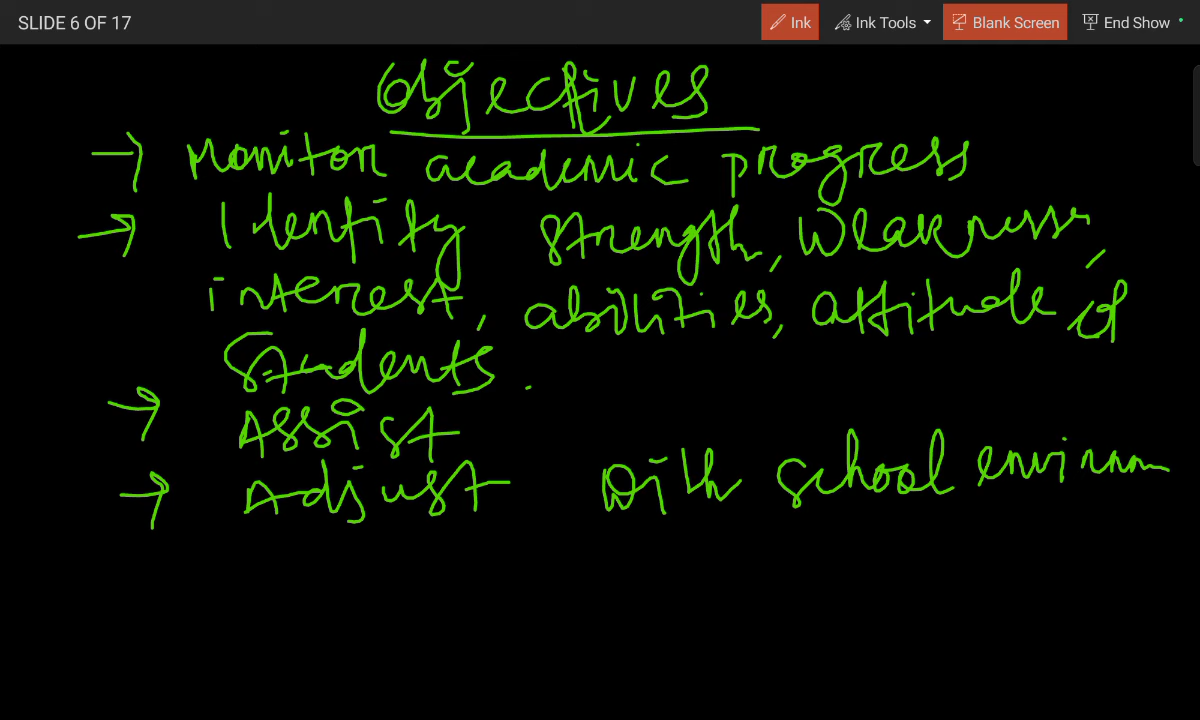 SLIDE 6 OF 17 Ink Ink Tools Blank Screen End Show
Objectives
→ Monitor academic progress
→ Identify strength, weakness,
interest, abilities, attitude of
students.
→ Assist
→ Adjust with school environm